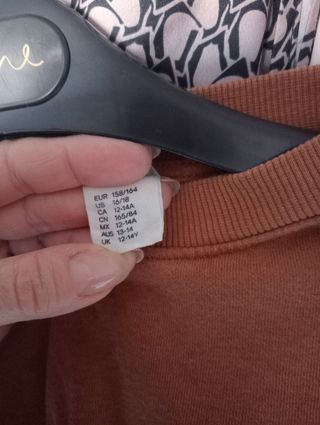 EUR 158/164
US 16/18
CA 12-14A
CN 165/84
MX 12-14A
AUS 13-14
UK 12-14Y